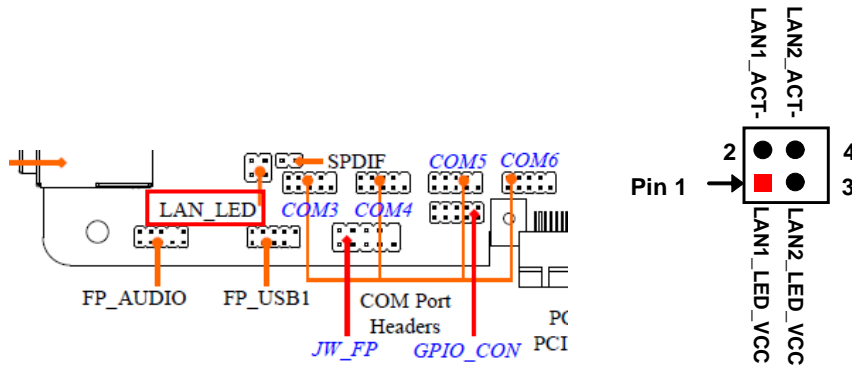 SPDIF
COM5
COM6
LAN_LED
COM3
COM4
FP_AUDIO
FP_USB1
COM Port
Headers
JW_FP
GPIO_CON
PCI
LAN1_ACT-
LAN2_ACT-
2
4
Pin 1
3
LAN1_LED_VCC
LAN2_LED_VCC